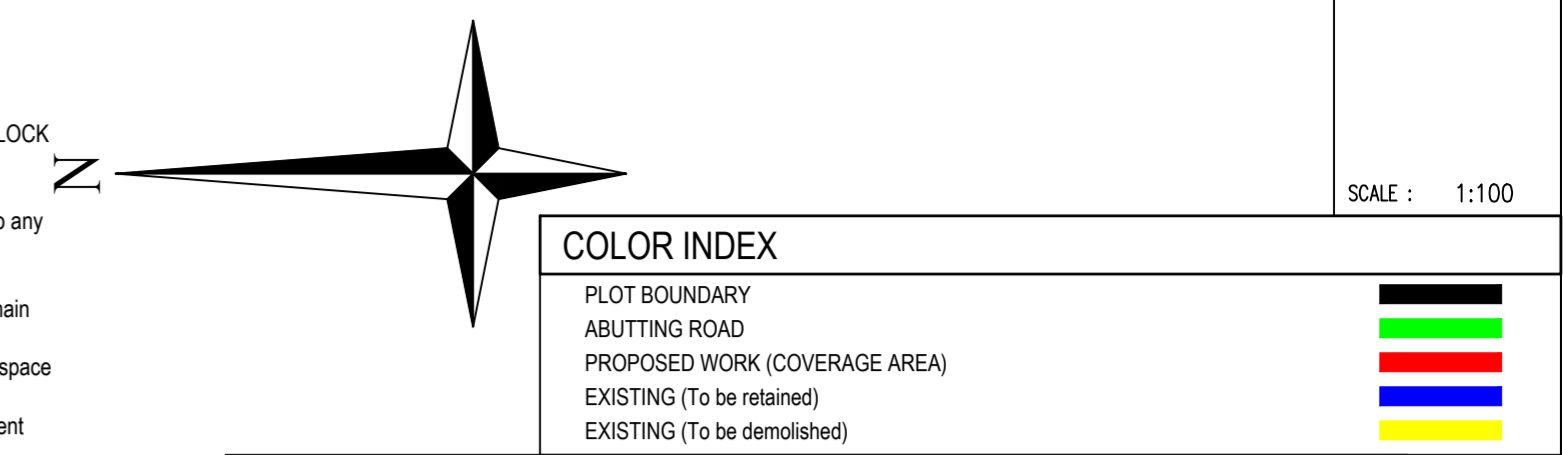 LOCK
N
o any
SCALE : 1:100
COLOR INDEX
PLOT BOUNDARY
ABUTTING ROAD
PROPOSED WORK (COVERAGE AREA)
EXISTING (To be retained)
EXISTING (To be demolished)
nain
space
ent